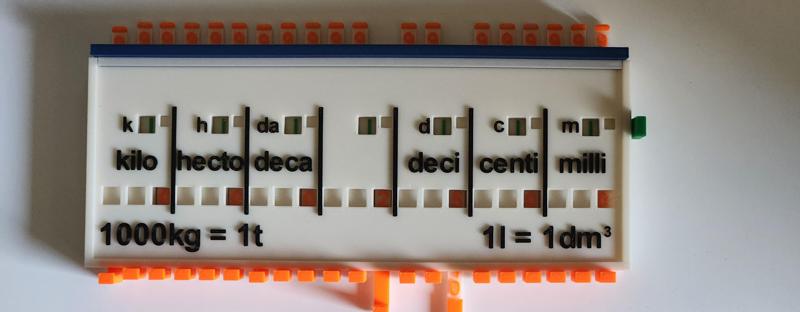 k h da d c m
kilo hecto deca deci centi milli
1000kg = 1t 1l = 1dm³